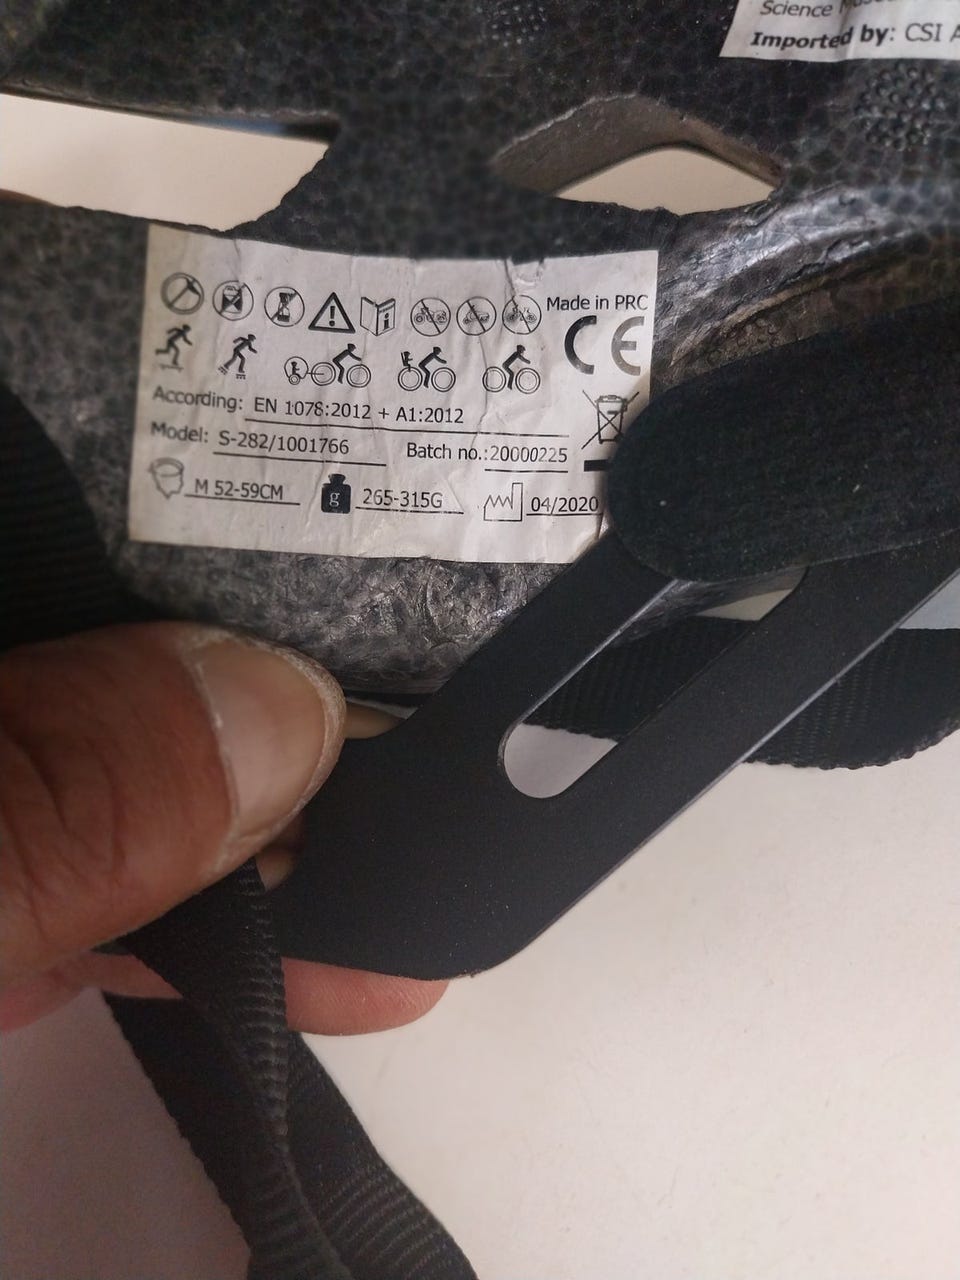 Science
Imported by: CSI
Made in PRC
CE
According: EN 1078:2012 + A1:2012
Model: S-282/1001766 Batch no.:20000225
M 52-59CM g 265-315G 04/2020